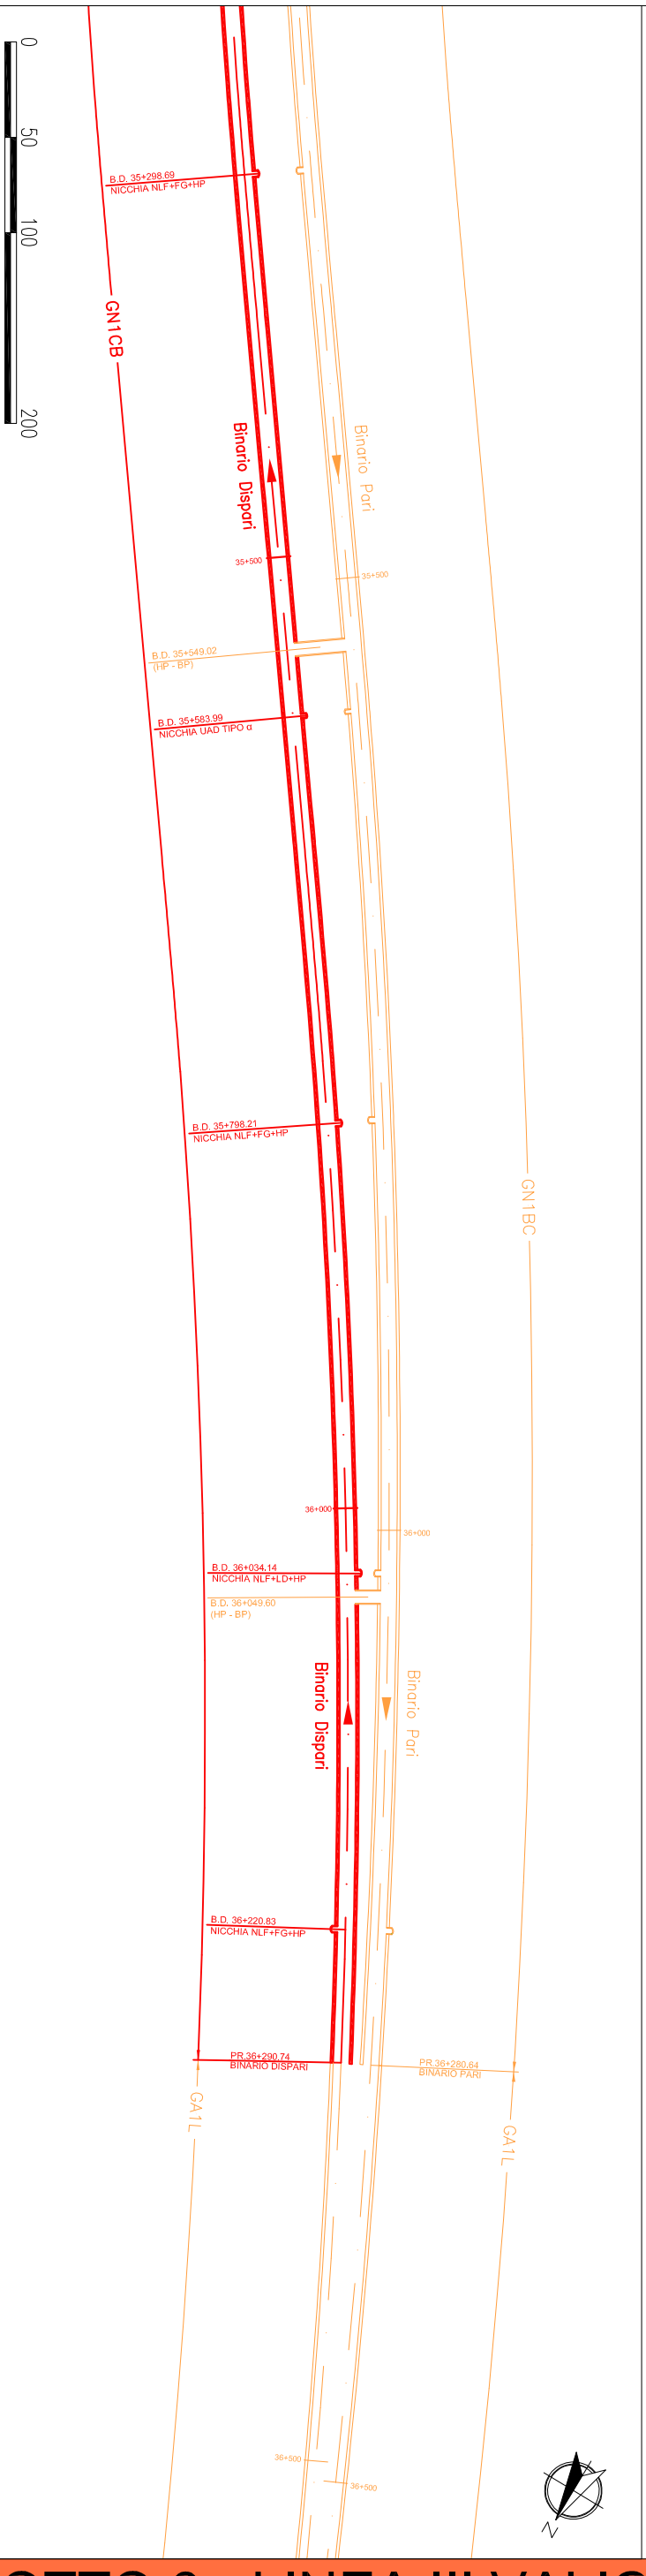 0
50
100
200
B.D. 35+298.69
NICCHIA NLF+FG+HP
GN1CB
Binario Dispari
Binario Pari
35+500
35+500
B.D. 35+549.02
(HP - BP)
B.D. 35+583.99
NICCHIA UAD TIPO α
B.D. 35+798.21
NICCHIA NLF+FG+HP
GN1BC
36+000
36+000
B.D. 36+034.14
NICCHIA NLF+LD+HP
B.D. 36+049.60
(HP - BP)
Binario Dispari
Binario Pari
B.D. 36+220.83
NICCHIA NLF+FG+HP
PR.36+290.74
BINARIO DISPARI
PR.36+280.64
BINARIO PARI
GA1L
GA1L
36+500
36+500
N